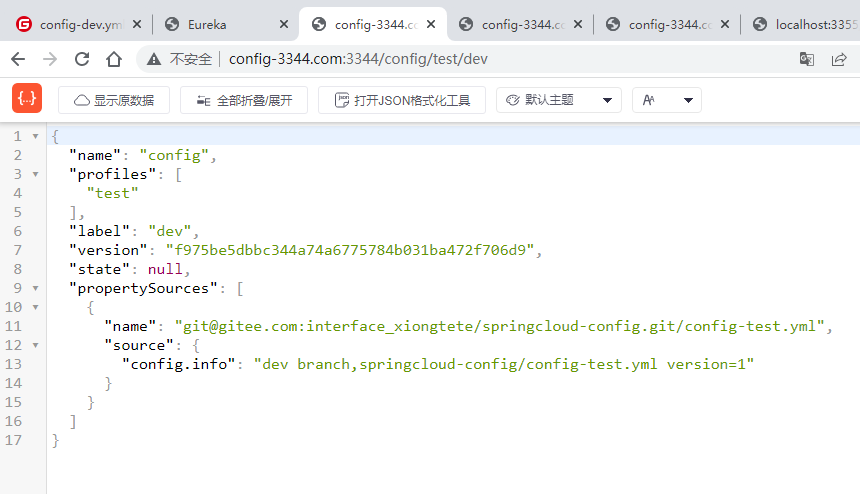 config-dev.ym
Eureka
config-3344.co
config-3344.co
config-3344.co
localhost:3355
不安全
config-3344.com:3344/config/test/dev
{...}
显示原数据
全部折叠/展开
打开JSON格式化工具
默认主题
AA
1 {
2 "name": "config",
3 "profiles": [
4 "test"
5 ],
6 "label": "dev",
7 "version": "f975be5dbbc344a74a6775784b031ba472f706d9",
8 "state": null,
9 "propertySources": [
10 {
11 "name": "git@gitee.com:interface_xiongtete/springcloud-config.git/config-test.yml",
12 "source": {
13 "config.info": "dev branch,springcloud-config/config-test.yml version=1"
14 }
15 }
16 ]
17 }